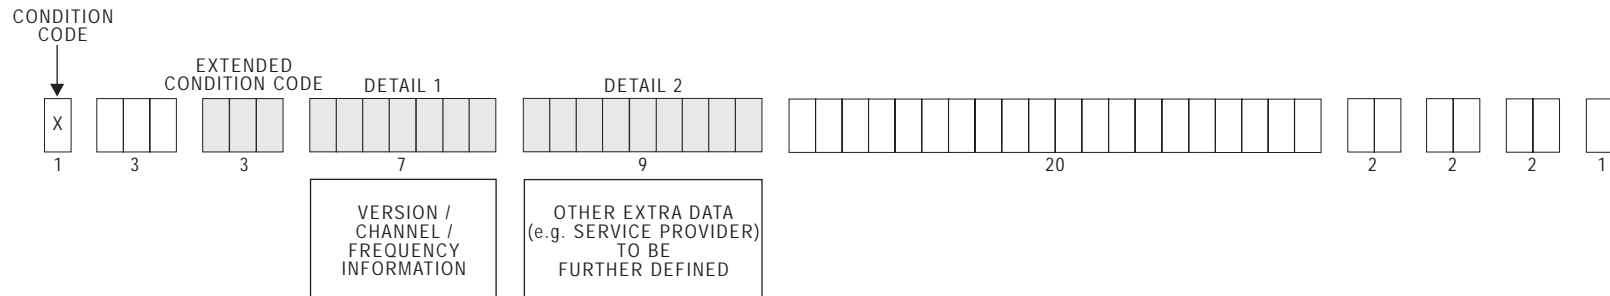 CONDITION
CODE
EXTENDED
CONDITION CODE
DETAIL 1
DETAIL 2
X
1
3
3
7
9
20
2
2
2
1
VERSION /
CHANNEL /
FREQUENCY
INFORMATION
OTHER EXTRA DATA
(e.g. SERVICE PROVIDER)
TO BE
FURTHER DEFINED